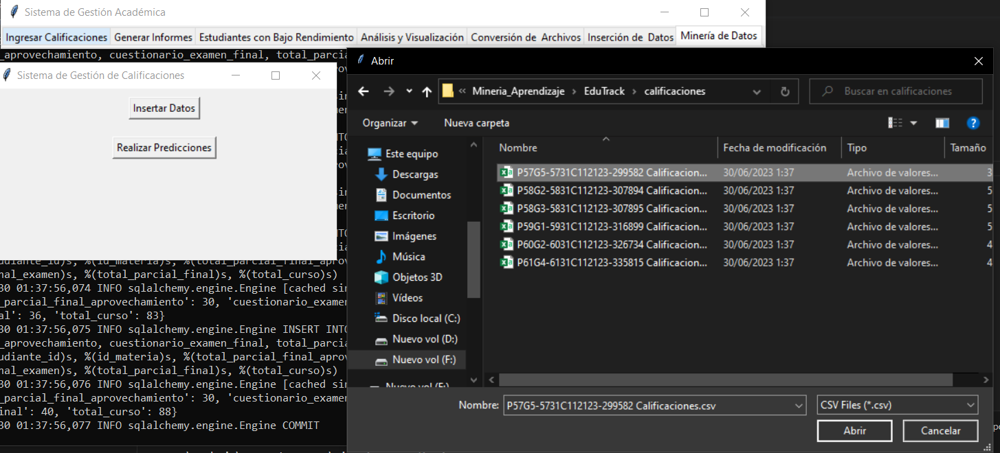 Sistema de Gestión Académica
Ingresar Calificaciones Generar Informes Estudiantes con Bajo Rendimiento Análisis y Visualización Conversión de Archivos Inserción de Datos Minería de Datos
_aprovechamiento, cuestionario_examen_final, total_parcial
Sistema de Gestión de Calificaciones
Insertar Datos
Realizar Predicciones
udiante_id)s, %(id_materia)s, %(total_parcial_final_aprov
nal_examen)s, %(total_parcial_final)s, %(total_curso)s)
30 01:37:56,074 INFO sqlalchemy.engine.Engine [cached sin
_parcial_final_aprovechamiento': 30, 'cuestionario_examen
al': 36, 'total_curso': 83}
30 01:37:56,075 INFO sqlalchemy.engine.Engine INSERT INTO
_aprovechamiento, cuestionario_examen_final, total_parcia
udiante_id)s, %(id_materia)s, %(total_parcial_final_aprov
nal_examen)s, %(total_parcial_final)s, %(total_curso)s)
30 01:37:56,076 INFO sqlalchemy.engine.Engine [cached sin
_parcial_final_aprovechamiento': 30, 'cuestionario_examen
inal': 40, 'total_curso': 88}
30 01:37:56,077 INFO sqlalchemy.engine.Engine COMMIT
Abrir
« Mineria_Aprendizaje › EduTrack › calificaciones
Buscar en calificaciones
Organizar Nueva carpeta
Este equipo
Descargas
Documentos
Escritorio
Imágenes
Música
Objetos 3D
Vídeos
Disco local (C:)
Nuevo vol (D:)
Nuevo vol (F:)
Nombre Fecha de modificación Tipo Tamaño
P57G5-5731C112123-299582 Calificacion... 30/06/2023 1:37 Archivo de valores... 3
P58G2-5831C112123-307894 Calificacion... 30/06/2023 1:37 Archivo de valores... 5
P58G3-5831C112123-307895 Calificacion... 30/06/2023 1:37 Archivo de valores... 5
P59G1-5931C112123-316899 Calificacion... 30/06/2023 1:37 Archivo de valores... 5
P60G2-6031C112123-326734 Calificacion... 30/06/2023 1:37 Archivo de valores... 4
P61G4-6131C112123-335815 Calificacion... 30/06/2023 1:37 Archivo de valores... 4
Nombre: P57G5-5731C112123-299582 Calificaciones.csv
CSV Files (*.csv)
Abrir Cancelar